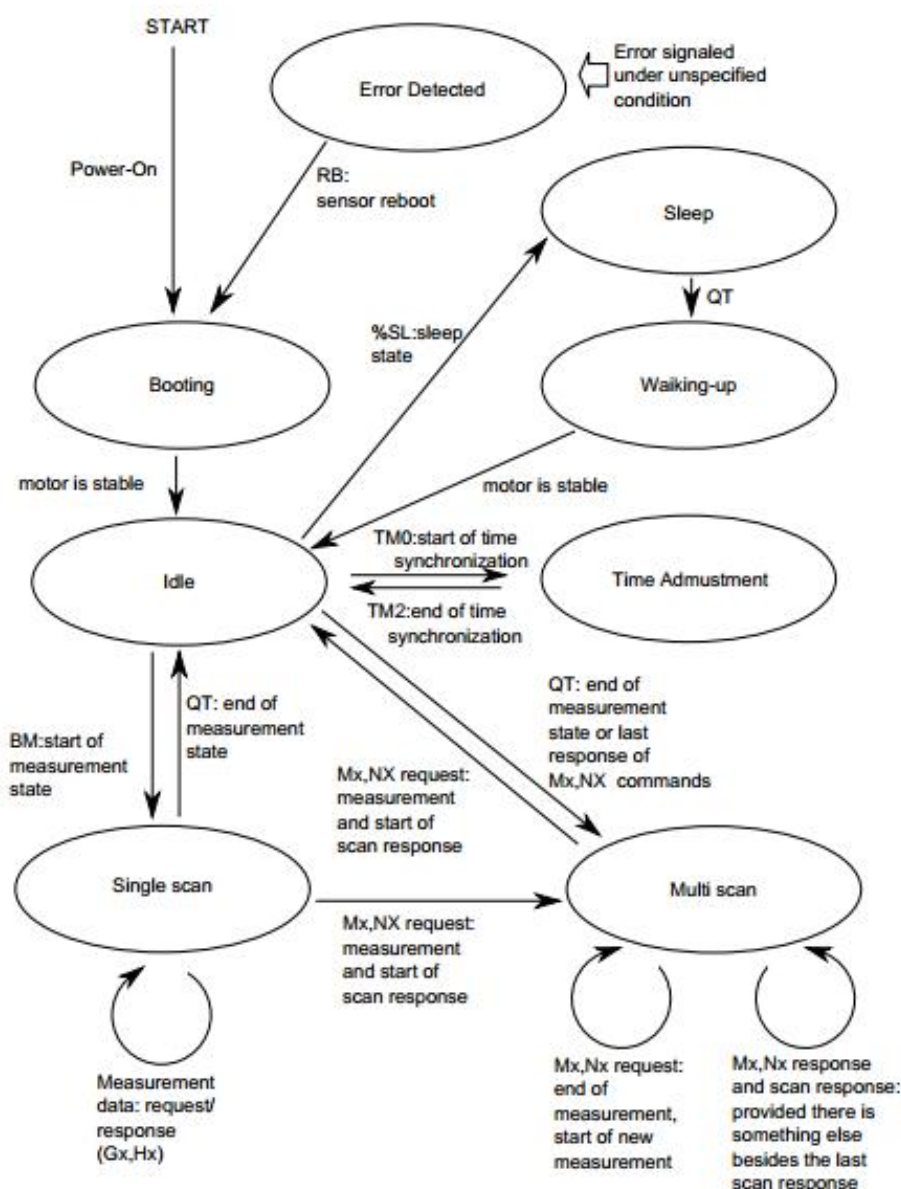 START
Error Detected
Error signaled
under unspecified
condition
Power-On
RB:
sensor reboot
Sleep
QT
%SL:sleep
state
Booting
Waiking-up
motor is stable
motor is stable
TM0:start of time
synchronization
Idle
Time Admustment
TM2:end of time
synchronization
BM:start of
measurement
state
QT: end of
measurement
state
Mx,NX request:
measurement
and start of
scan response
QT: end of
measurement
state or last
response of
Mx,NX commands
Single scan
Multi scan
Mx,NX request:
measurement
and start of
scan response
Measurement
data: request/
response
(Gx,Hx)
Mx,Nx request:
end of
measurement,
start of new
measurement
Mx,Nx response
and scan response:
provided there is
something else
besides the last
scan response